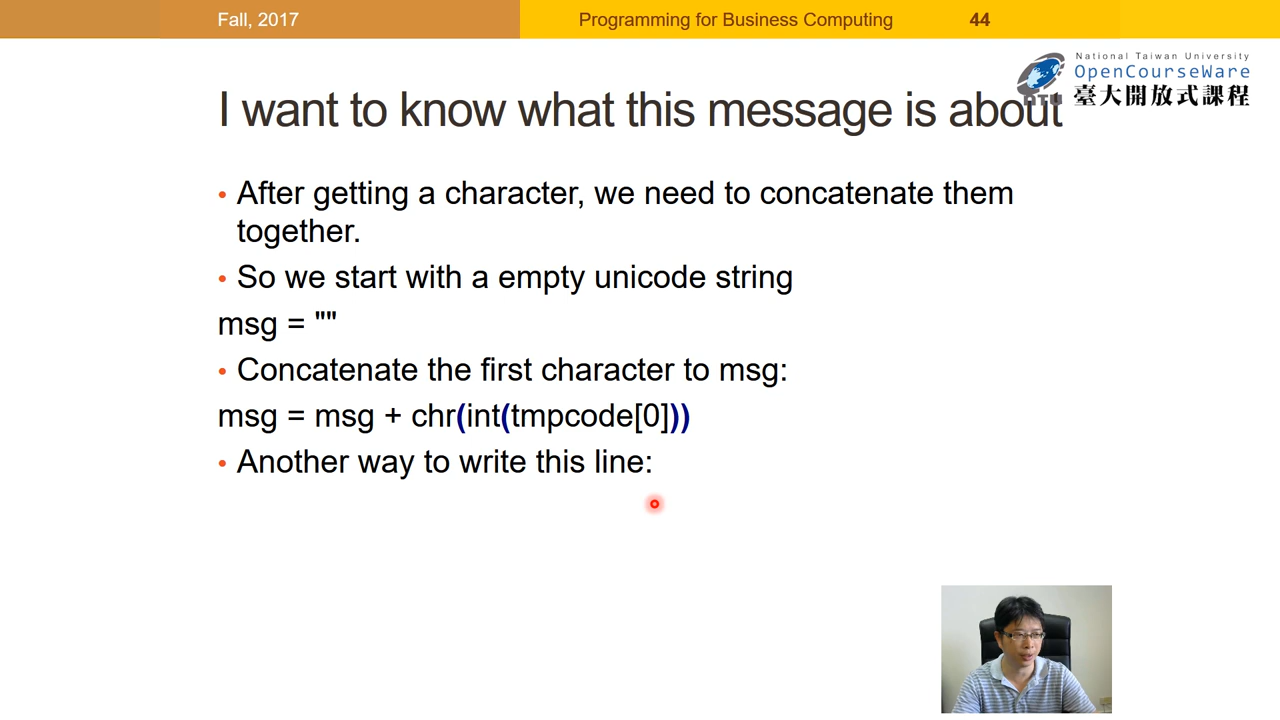 Fall, 2017
Programming for Business Computing
44
National Taiwan University
OpenCourseWare
臺大開放式課程
NTU
I want to know what this message is about
• After getting a character, we need to concatenate them
together.
• So we start with a empty unicode string
msg = ""
• Concatenate the first character to msg:
msg = msg + chr(int(tmpcode[0]))
• Another way to write this line: